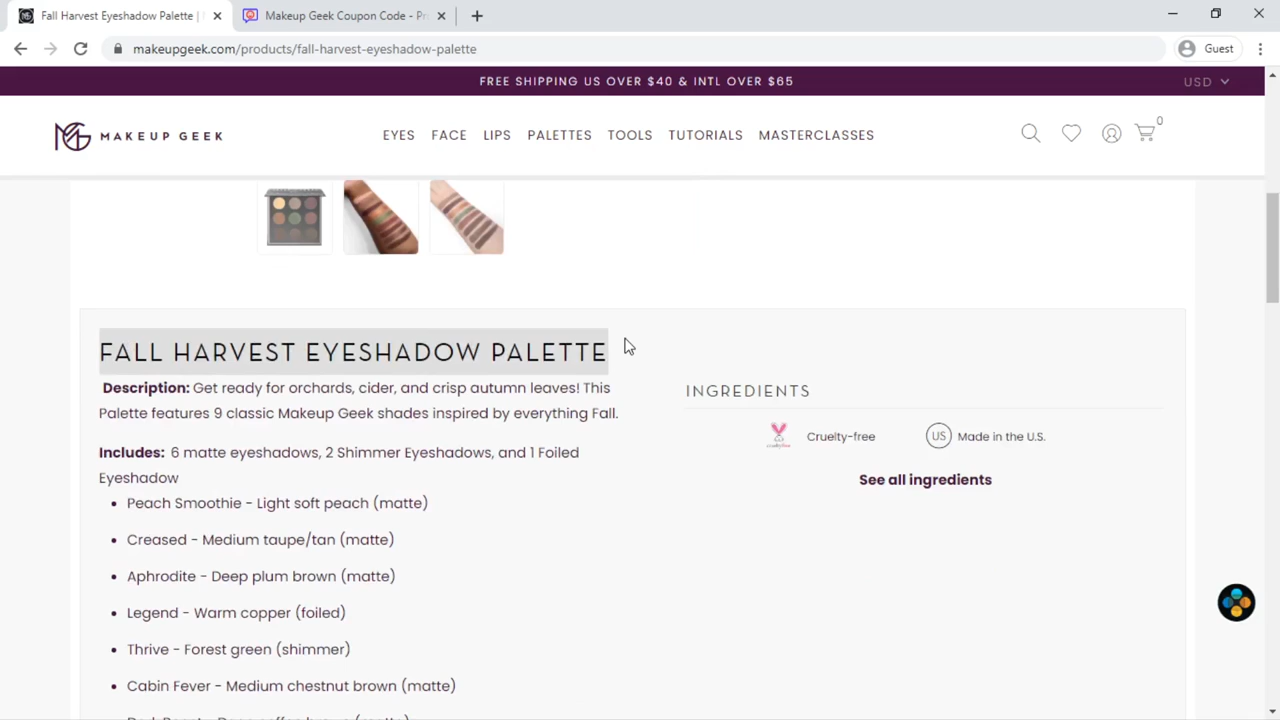 Fall Harvest Eyeshadow Palette |
Makeup Geek Coupon Code - Pr
makeupgeek.com/products/fall-harvest-eyeshadow-palette
Guest
FREE SHIPPING US OVER $40 & INTL OVER $65
USD
MAKEUP GEEK
EYES FACE LIPS PALETTES TOOLS TUTORIALS MASTERCLASSES
0
FALL HARVEST EYESHADOW PALETTE
Description: Get ready for orchards, cider, and crisp autumn leaves! This
Palette features 9 classic Makeup Geek shades inspired by everything Fall.
Includes: 6 matte eyeshadows, 2 Shimmer Eyeshadows, and 1 Foiled
Eyeshadow
• Peach Smoothie - Light soft peach (matte)
• Creased - Medium taupe/tan (matte)
• Aphrodite - Deep plum brown (matte)
• Legend - Warm copper (foiled)
• Thrive - Forest green (shimmer)
• Cabin Fever - Medium chestnut brown (matte)
INGREDIENTS
Cruelty-free
US Made in the U.S.
See all ingredients